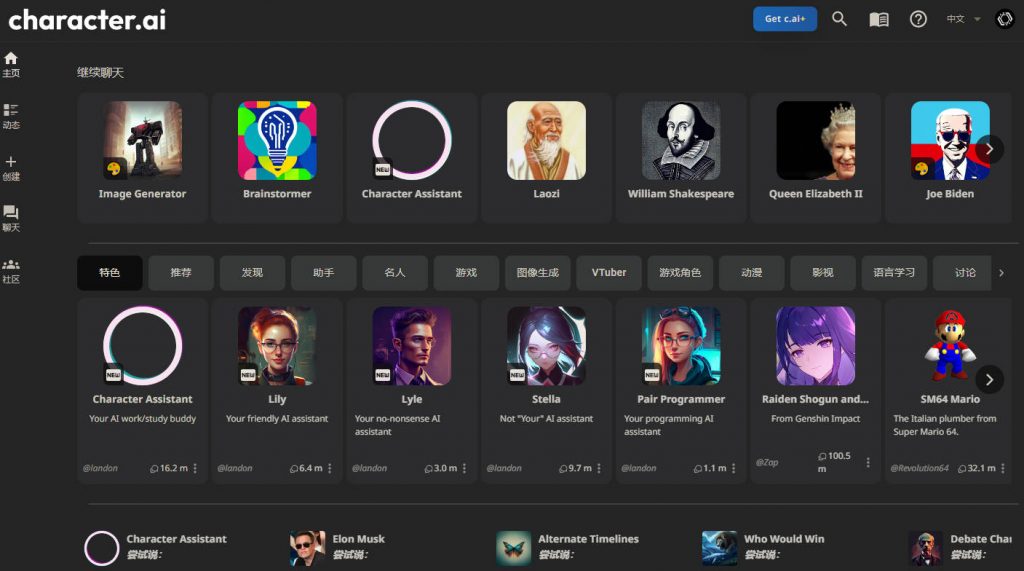 character.ai
Get c.ai+
中文
主页
动态
创建
聊天
社区
继续聊天
Image Generator
Brainstormer
NEW
Character Assistant
Laozi
William Shakespeare
Queen Elizabeth II
Joe Biden
特色
推荐
发现
助手
名人
游戏
图像生成
VTuber
游戏角色
动漫
影视
语言学习
讨论
NEW
Character Assistant
Your AI work/study buddy
@landon
16.2 m
NEW
Lily
Your friendly AI assistant
@landon
6.4 m
NEW
Lyle
Your no-nonsense AI
assistant
@landon
3.0 m
NEW
Stella
Not "Your" AI assistant
@landon
9.7 m
NEW
Pair Programmer
Your programming AI
assistant
@landon
1.1 m
Raiden Shogun and...
From Genshin Impact
@Zap
100.5
m
SM64 Mario
The Italian plumber from
Super Mario 64.
@Revolution64
32.1 m
Character Assistant
尝试说：
Elon Musk
尝试说：
Alternate Timelines
尝试说：
Who Would Win
尝试说：
Debate Cha
尝试说：